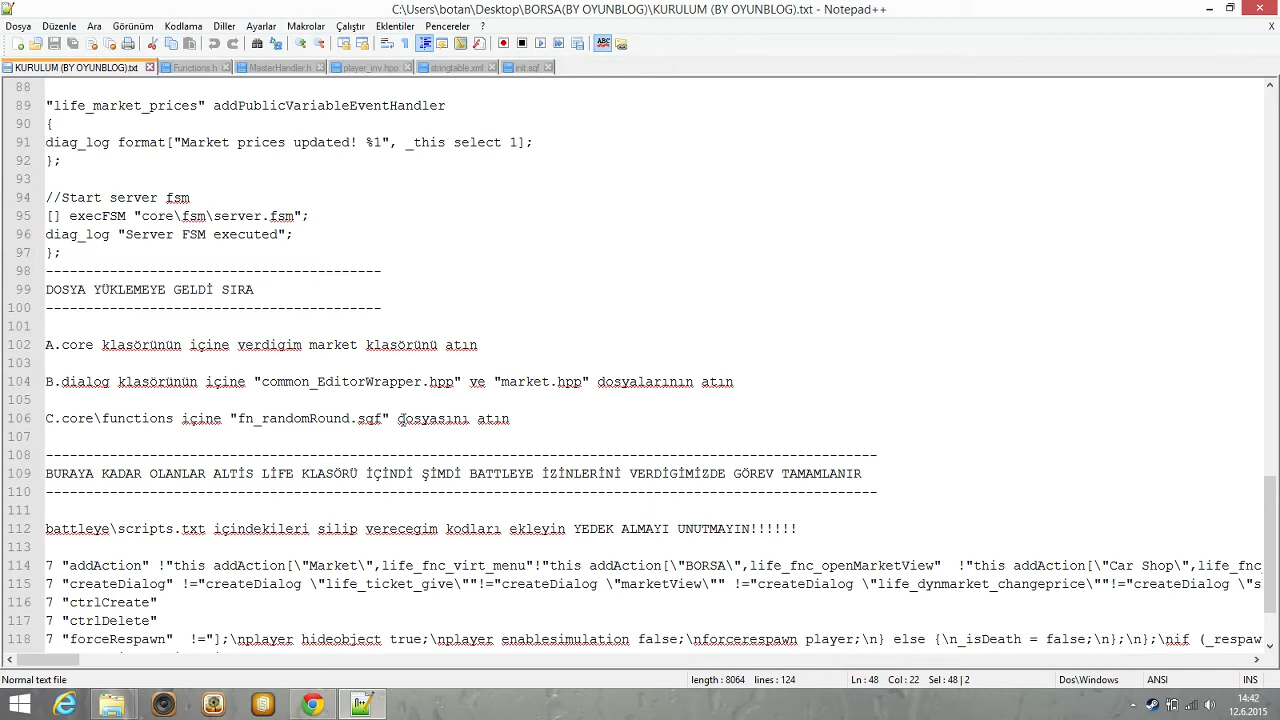 C:\Users\botan\Desktop\BORSA(BY OYUNBLOG)\KURULUM (BY OYUNBLOG).txt - Notepad++
Dosya Düzenle Ara Görünüm Kodlama Diller Ayarlar Makrolar Çalıştır Eklentiler Pencereler ?
X
KURULUM (BY OYUNBLOG).txt Functions.h MasterHandler.h player_inv.hpp stringtable.xml init.sqf
88
89 "life_market_prices" addPublicVariableEventHandler
90 {
91 diag_log format["Market prices updated! %1", _this select 1];
92 };
93
94 //Start server fsm
95 [] execFSM "core\fsm\server.fsm";
96 diag_log "Server FSM executed";
97 };
98 ------------------------------------------
99 DOSYA YÜKLEMEYE GELDİ SIRA
100 ------------------------------------------
101
102 A.core klasörünün içine verdigim market klasörünü atın
103
104 B.dialog klasörünün içine "common_EditorWrapper.hpp" ve "market.hpp" dosyalarının atın
105
106 C.core\functions içine "fn_randomRound.sqf" dosyasını atın
107
108 --------------------------------------------------------------------------------------------------------
109 BURAYA KADAR OLANLAR ALTİS LİFE KLASÖRÜ İÇİNDİ ŞİMDİ BATTLEYE İZİNLERİNİ VERDİGİMİZDE GÖREV TAMAMLANIR
110 --------------------------------------------------------------------------------------------------------
111
112 battleye\scripts.txt içindekileri silip verecegim kodları ekleyin YEDEK ALMAYI UNUTMAYIN!!!!!!
113
114 7 "addAction" !"this addAction[\"Market\",life_fnc_virt_menu"!"this addAction[\"BORSA\",life_fnc_openMarketView"  !"this addAction[\"Car Shop\",life_fnc
115 7 "createDialog" !="createDialog \"life_ticket_give\""!="createDialog \"marketView\"" !="createDialog \"life_dynmarket_changeprice\""!="createDialog \"s
116 7 "ctrlCreate"
117 7 "ctrlDelete"
118 7 "forceRespawn"  !="];\nplayer hideobject true;\nplayer enablesimulation false;\nforcerespawn player;\n} else {\n_isDeath = false;\n};\n};\nif (_respaw
Normal text file length : 8064 lines : 124 Ln : 48 Col : 22 Sel : 48 | 2 Dos\Windows ANSI INS
14:42
12.6.2015